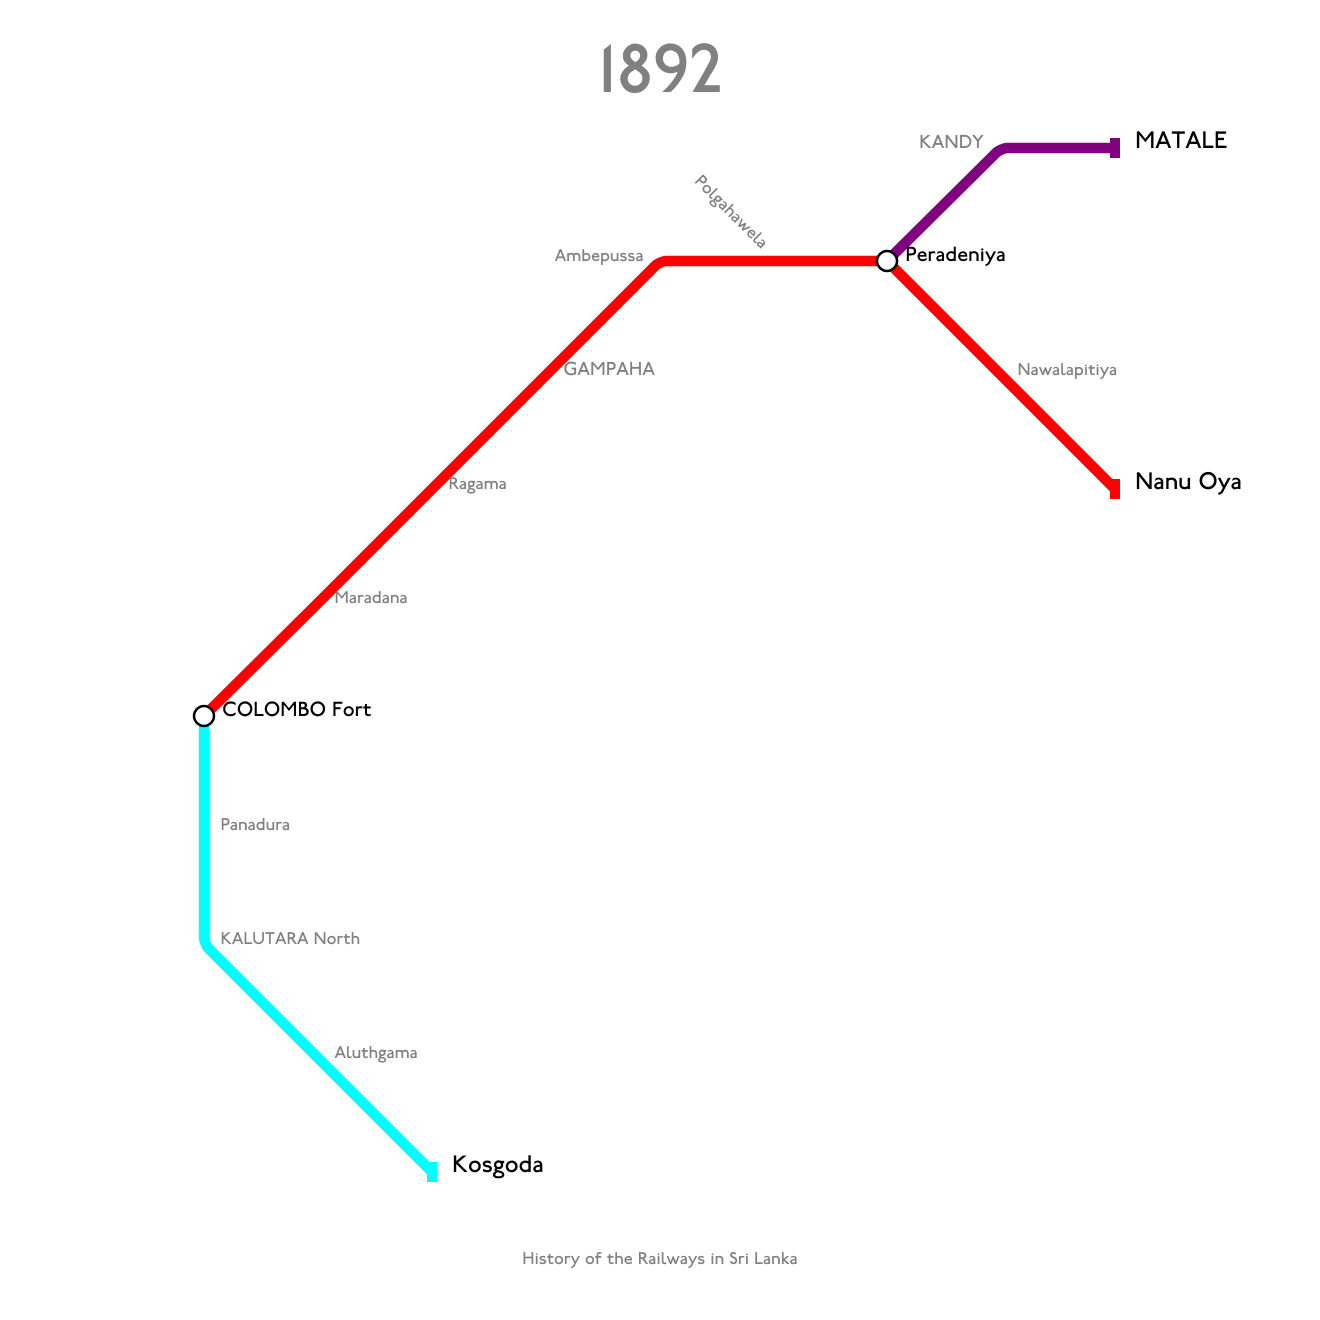 1892
KANDY
MATALE
Polgahawela
Ambepussa
Peradeniya
GAMPAHA
Nawalapitiya
Ragama
Nanu Oya
Maradana
COLOMBO Fort
Panadura
KALUTARA North
Aluthgama
Kosgoda
History of the Railways in Sri Lanka